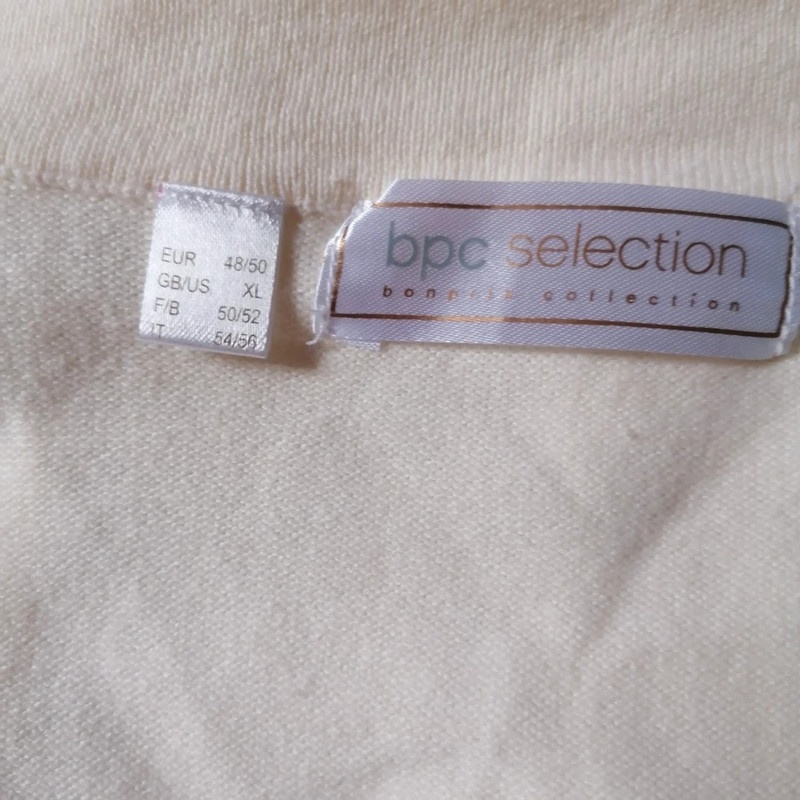 EUR 48/50
GB/US XL
F/B 50/52
IT 54/56
bpc selection
bonprix collection